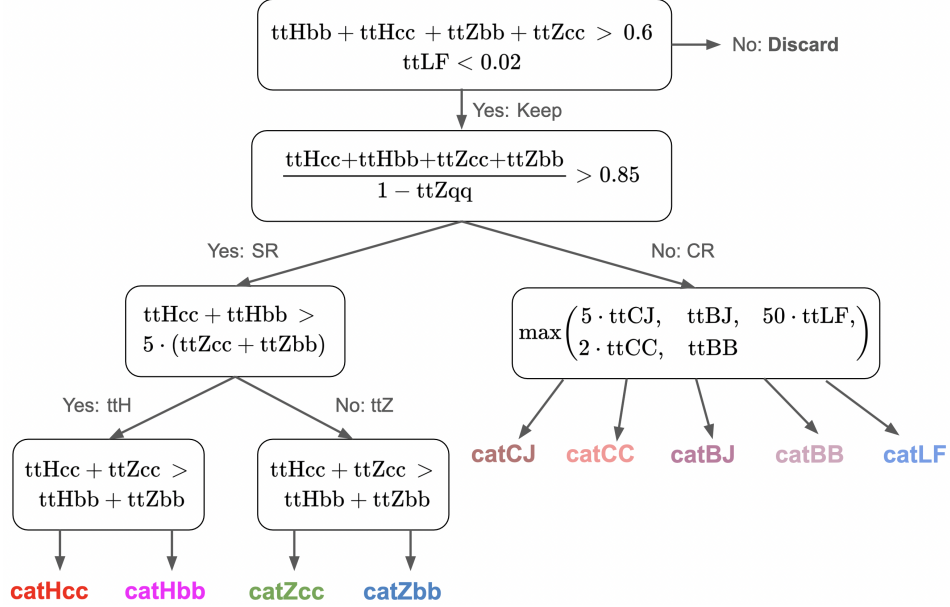 ttHbb + ttHcc + ttZbb + ttZcc > 0.6
ttLF < 0.02
No: Discard
Yes: Keep
ttHcc+ttHbb+ttZcc+ttZbb
1 − ttZqq
> 0.85
Yes: SR
No: CR
ttHcc + ttHbb >
5 · (ttZcc + ttZbb)
max(5 · ttCJ, ttBJ, 50 · ttLF,
2 · ttCC, ttBB)
Yes: ttH
No: ttZ
ttHcc + ttZcc >
ttHbb + ttZbb
ttHcc + ttZcc >
ttHbb + ttZbb
catCJ
catCC
catBJ
catBB
catLF
catHcc
catHbb
catZcc
catZbb